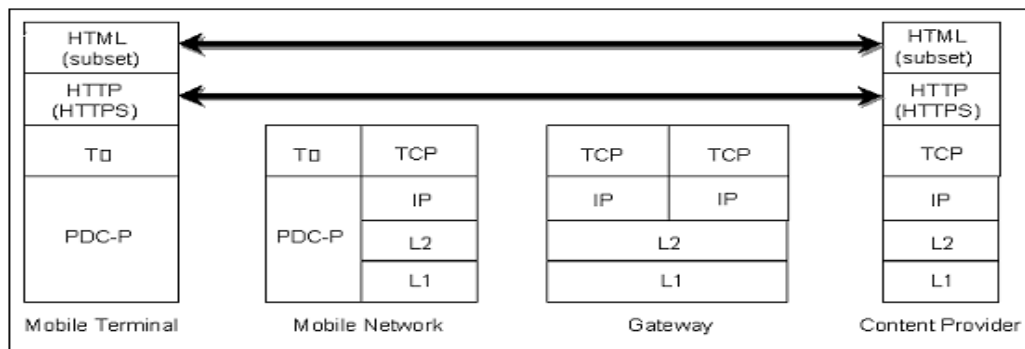 HTML
(subset)
HTTP
(HTTPS)
PDC-P
Mobile Terminal
TCP
IP
PDC-P
L2
L1
Mobile Network
TCP TCP
IP IP
L2
L1
Gateway
HTML
(subset)
HTTP
(HTTPS)
TCP
IP
L2
L1
Content Provider